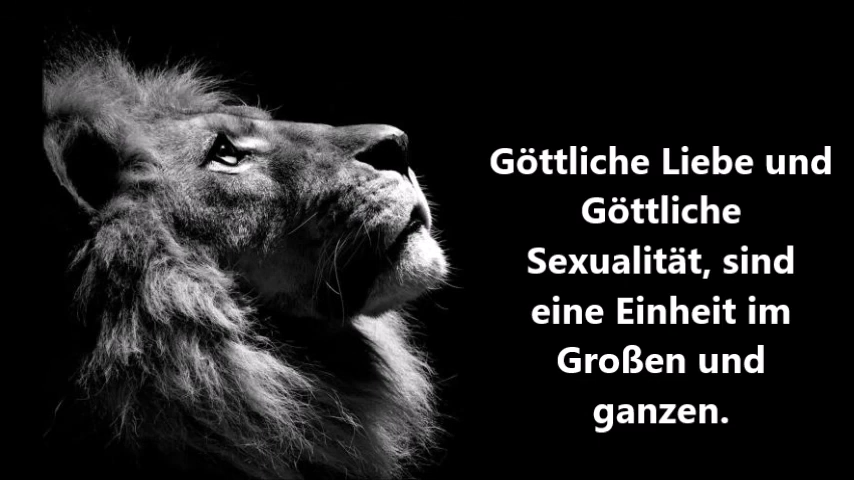 Göttliche Liebe und
Göttliche
Sexualität, sind
eine Einheit im
Großen und
ganzen.